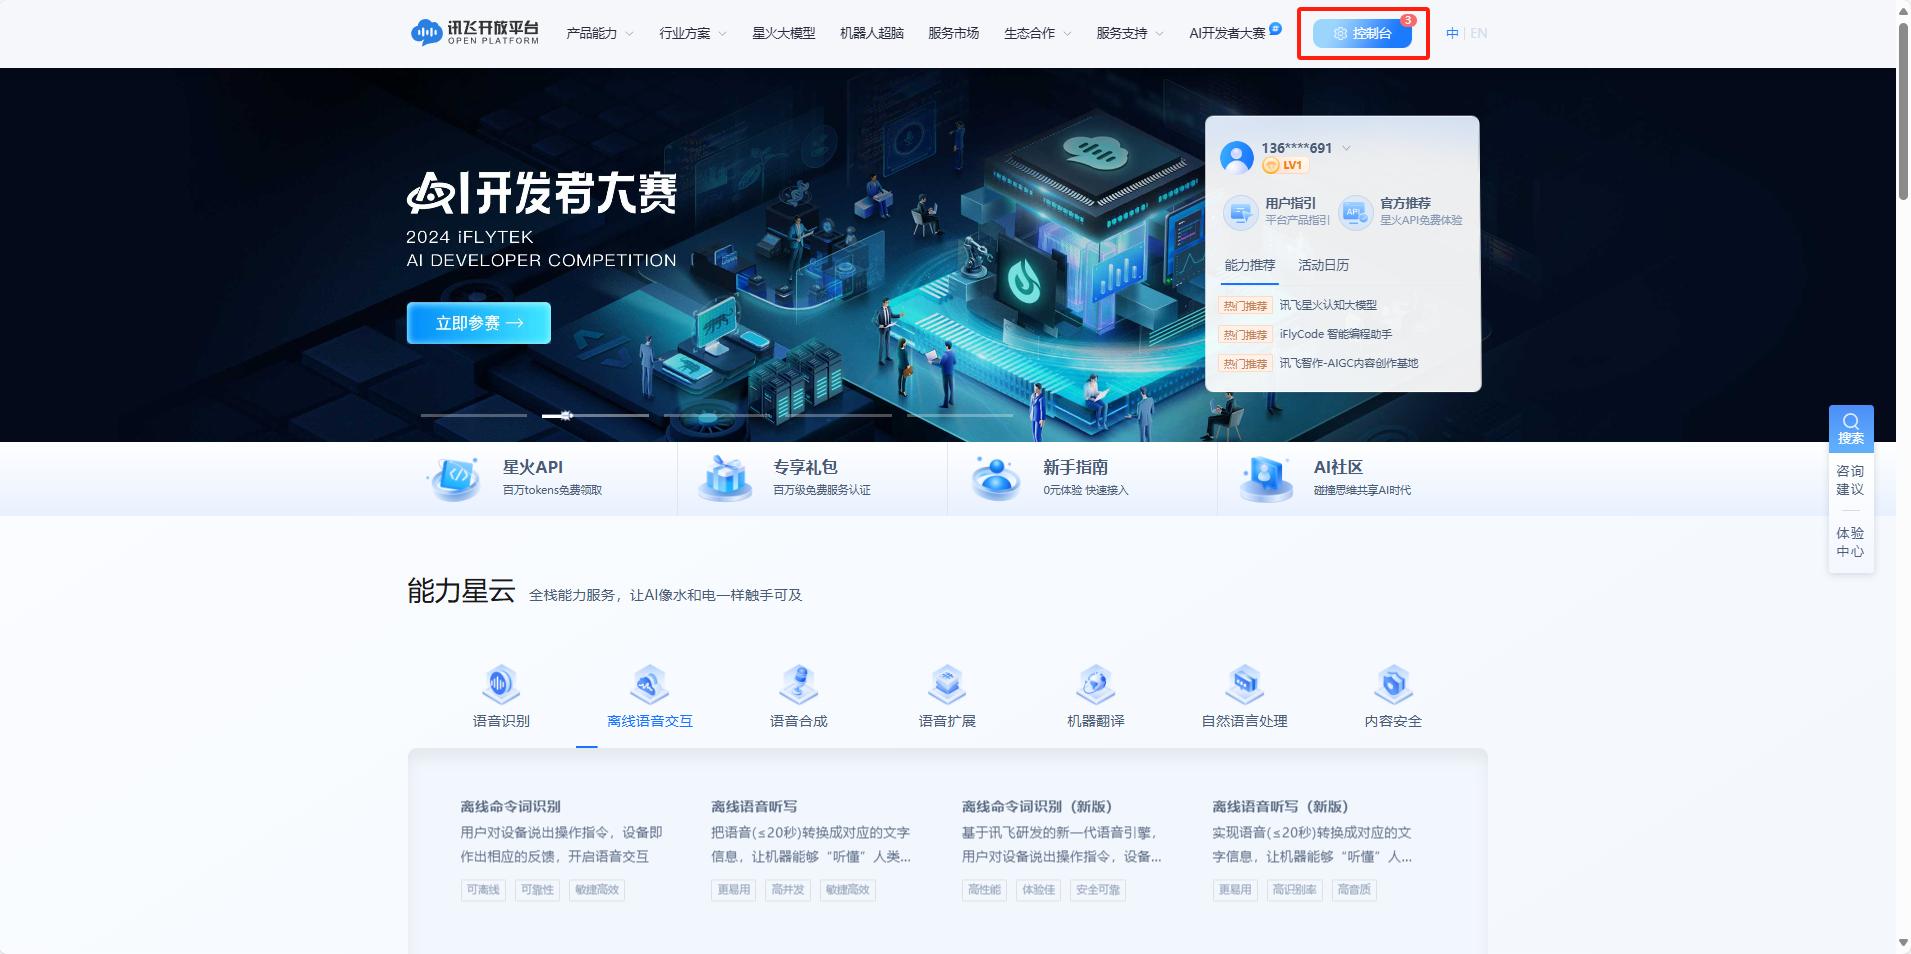 讯飞开放平台
OPEN PLATFORM
产品能力
行业方案
星火大模型
机器人超脑
服务市场
生态合作
服务支持
AI开发者大赛
控制台
3
中 | EN
AI开发者大赛
2024 iFLYTEK
AI DEVELOPER COMPETITION
立即参赛
136****691
LV1
用户指引
平台产品指引
官方推荐
星火API免费体验
API
能力推荐
活动日历
热门推荐 讯飞星火认知大模型
热门推荐 iFlyCode 智能编程助手
热门推荐 讯飞智作-AIGC内容创作基地
搜索
咨询
建议
体验
中心
星火API
百万tokens免费领取
专享礼包
百万级免费服务认证
新手指南
0元体验 快速接入
AI社区
碰撞思维共享AI时代
能力星云 全栈能力服务，让AI像水和电一样触手可及
语音识别
离线语音交互
语音合成
语音扩展
机器翻译
自然语言处理
内容安全
离线命令词识别
用户对设备说出操作指令，设备即
作出相应的反馈，开启语音交互
可离线 可靠性 敏捷高效
离线语音听写
把语音(≤20秒)转换成对应的文字
信息，让机器能够“听懂”人类...
更易用 高并发 敏捷高效
离线命令词识别（新版）
基于讯飞研发的新一代语音引擎，
用户对设备说出操作指令，设备...
高性能 体验佳 安全可靠
离线语音听写（新版）
实现语音(≤20秒)转换成对应的文
字信息，让机器能够“听懂”人...
更易用 高识别率 高音质